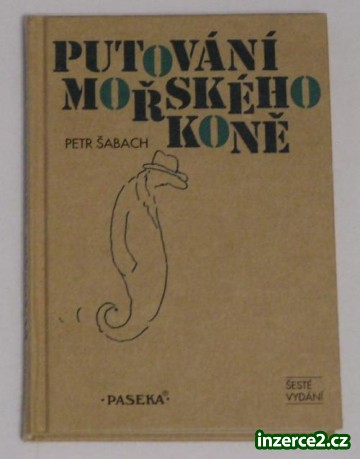 PUTOVÁNÍ
MOŘSKÉHO
KONĚ
PETR ŠABACH
·PASEKA®·
ŠESTÉ
VYDÁNÍ
inzerce2.cz